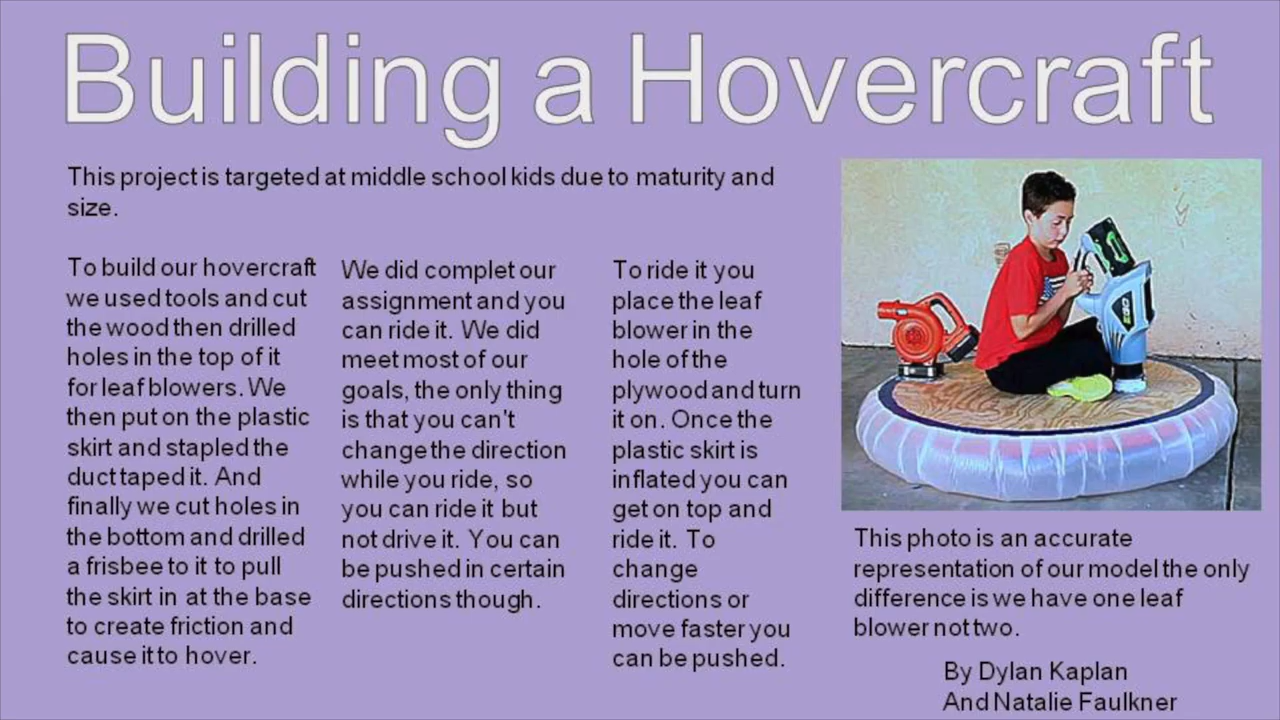 Building a Hovercraft
This project is targeted at middle school kids due to maturity and
size.
To build our hovercraft
we used tools and cut
the wood then drilled
holes in the top of it
for leaf blowers. We
then put on the plastic
skirt and stapled the
duct taped it. And
finally we cut holes in
the bottom and drilled
a frisbee to it to pull
the skirt in at the base
to create friction and
cause it to hover.
We did complet our
assignment and you
can ride it. We did
meet most of our
goals, the only thing
is that you can't
change the direction
while you ride, so
you can ride it but
not drive it. You can
be pushed in certain
directions though.
To ride it you
place the leaf
blower in the
hole of the
plywood and turn
it on. Once the
plastic skirt is
inflated you can
get on top and
ride it. To
change
directions or
move faster you
can be pushed.
This photo is an accurate
representation of our model the only
difference is we have one leaf
blower not two.
By Dylan Kaplan
And Natalie Faulkner